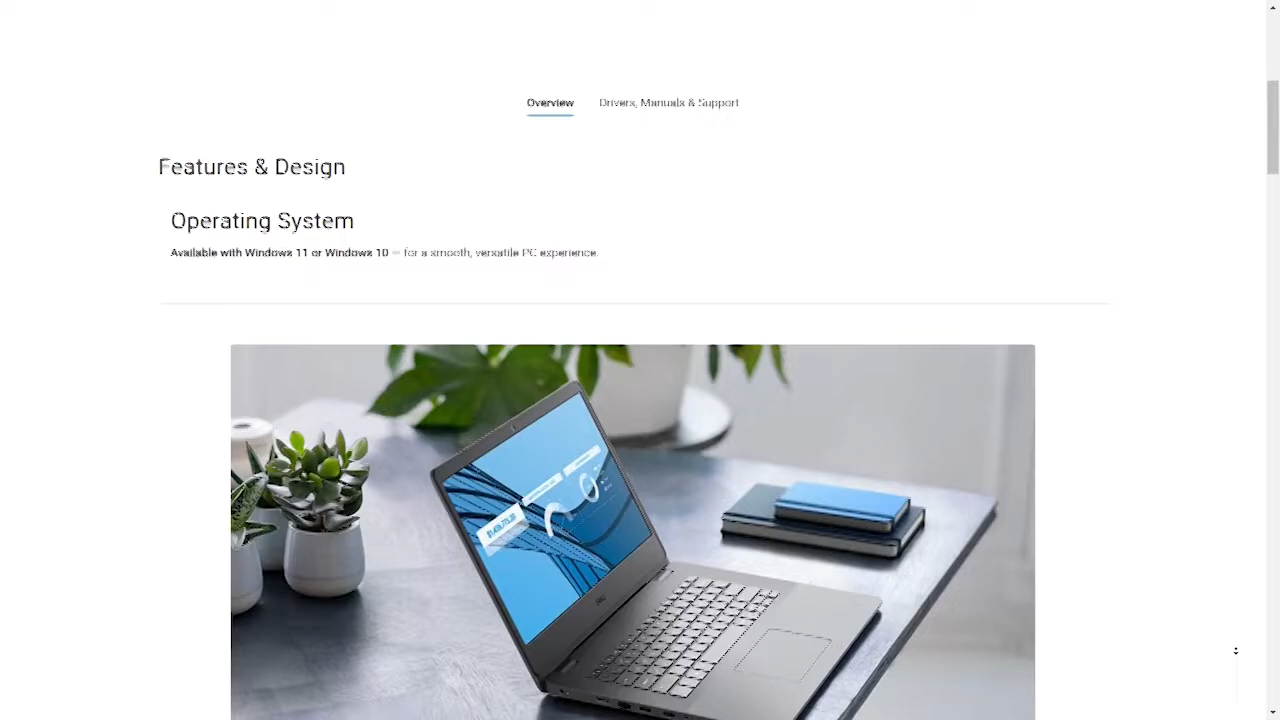 Overview Drivers, Manuals & Support
Features & Design
Operating System
Available with Windows 11 or Windows 10 – for a smooth, versatile PC experience.
DELL